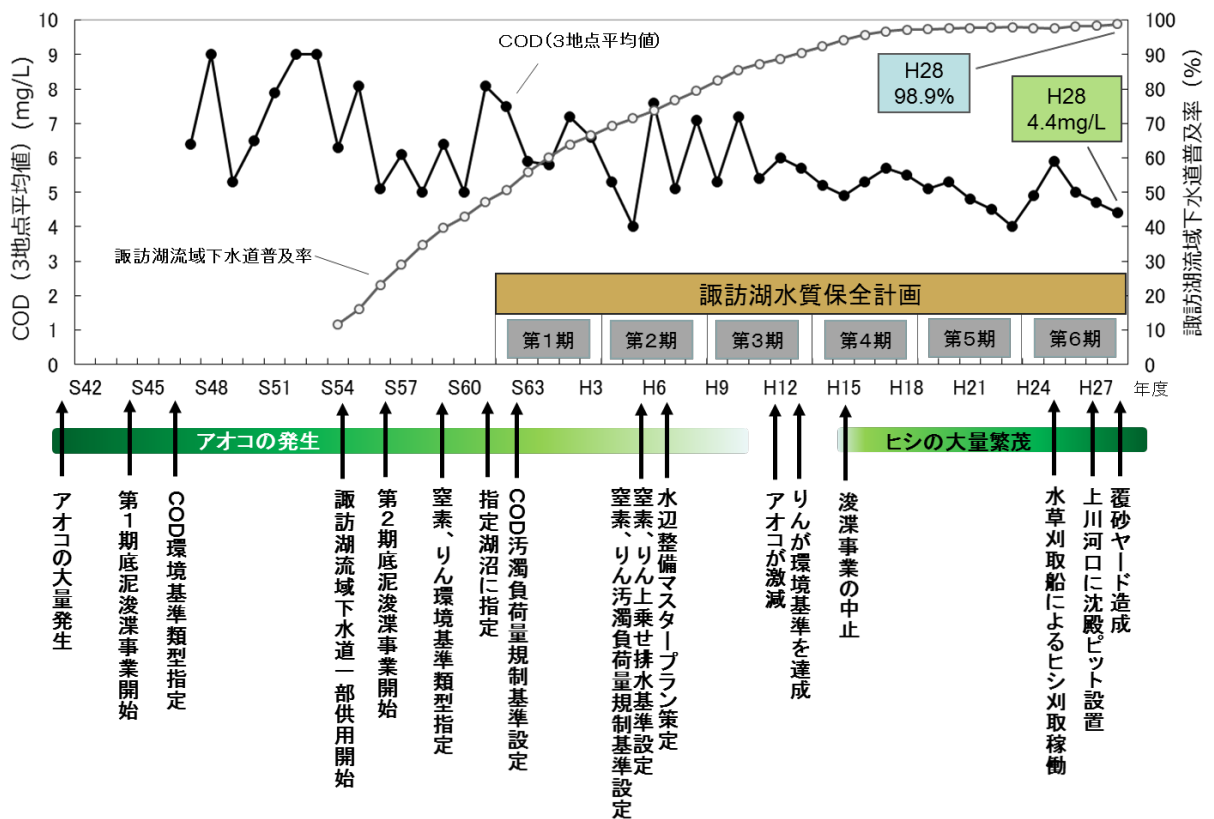 COD (3地点平均値) (mg/L)
10
9
8
7
6
5
4
3
2
1
0
COD(3地点平均値)
諏訪湖流域下水道普及率
H28
98.9%
H28
4.4mg/L
諏訪湖水質保全計画
第1期
第2期
第3期
第4期
第5期
第6期
100
90
80
70
60
50
40
30
20
10
0
諏訪湖流域下水道普及率 (%)
S42 S45 S48 S51 S54 S57 S60 S63 H3 H6 H9 H12 H15 H18 H21 H24 H27 年度
アオコの発生
ヒシの大量繁茂
アオコの大量発生
第1期底泥浚渫事業開始
COD環境基準類型指定
諏訪湖流域下水道一部供用開始
第2期底泥浚渫事業開始
窒素、りん環境基準類型指定
指定湖沼に指定
COD汚濁負荷量規制基準設定
窒素、りん汚濁負荷量規制基準設定
窒素、りん上乗せ排水基準設定
水辺整備マスタープラン策定
アオコが激減
りんが環境基準を達成
浚渫事業の中止
水草刈取船によるヒシ刈取稼働
上川河口に沈殿ピット設置
覆砂ヤード造成